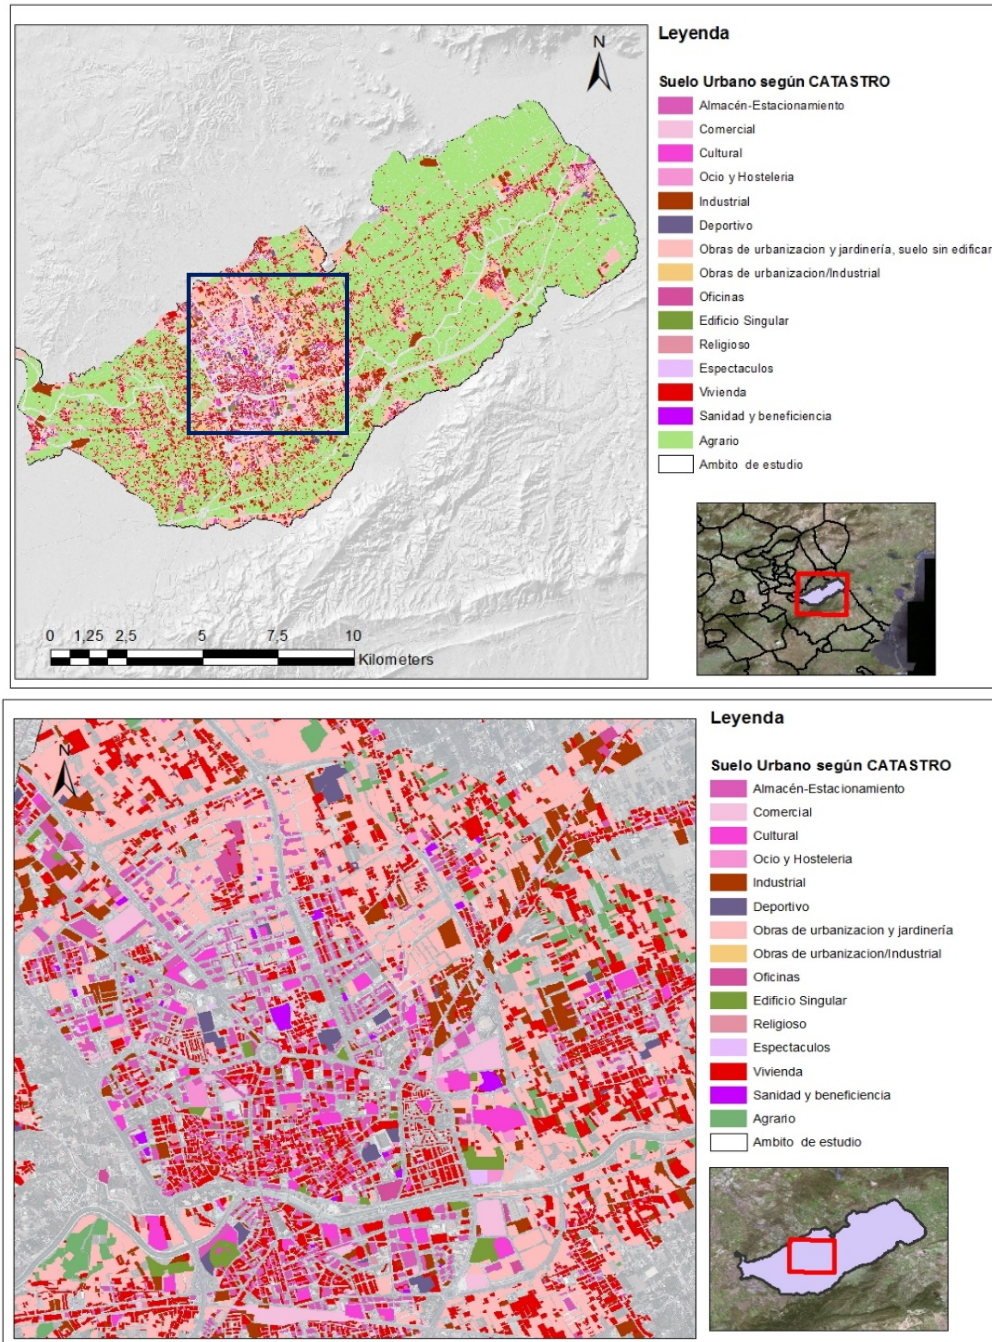 N
0 1,25 2,5 5 7,5 10
Kilometers
Leyenda
Suelo Urbano según CATASTRO
Almacén-Estacionamiento
Comercial
Cultural
Ocio y Hosteleria
Industrial
Deportivo
Obras de urbanizacion y jardinería, suelo sin edificar
Obras de urbanizacion/Industrial
Oficinas
Edificio Singular
Religioso
Espectaculos
Vivienda
Sanidad y beneficiencia
Agrario
Ambito de estudio
N
Leyenda
Suelo Urbano según CATASTRO
Almacén-Estacionamiento
Comercial
Cultural
Ocio y Hosteleria
Industrial
Deportivo
Obras de urbanizacion y jardinería
Obras de urbanizacion/Industrial
Oficinas
Edificio Singular
Religioso
Espectaculos
Vivienda
Sanidad y beneficiencia
Agrario
Ambito de estudio